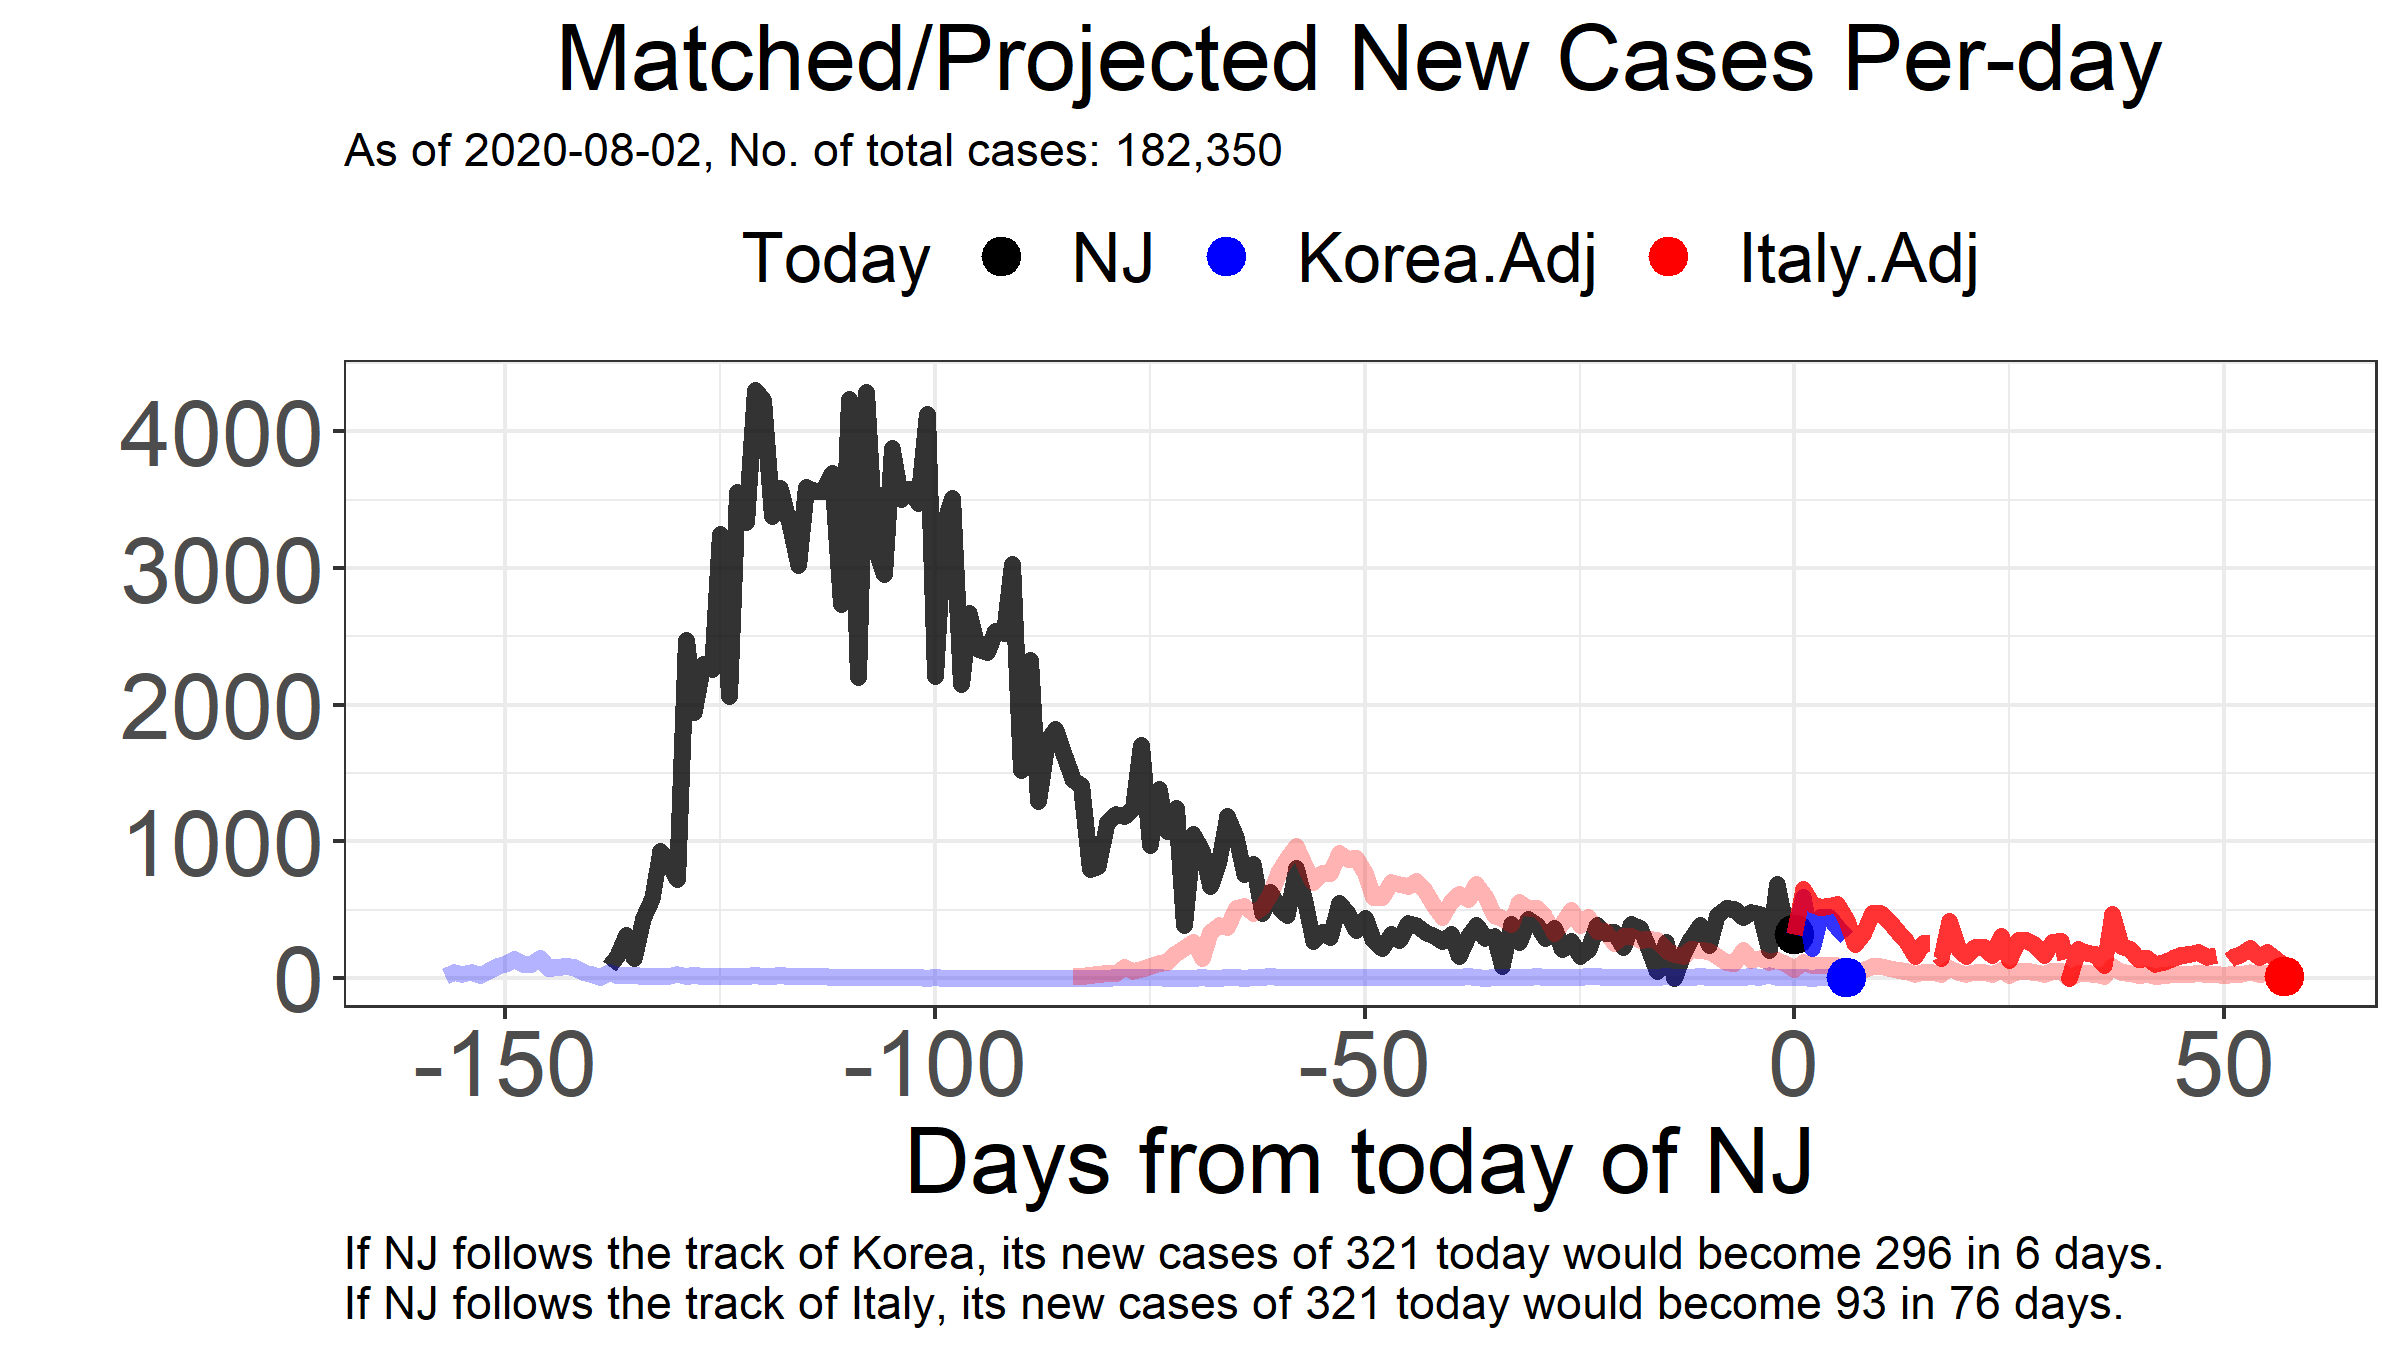 Matched/Projected New Cases Per-day
As of 2020-08-02, No. of total cases: 182,350
Today NJ Korea.Adj Italy.Adj
4000
3000
2000
1000
0
-150 -100 -50 0 50
Days from today of NJ
If NJ follows the track of Korea, its new cases of 321 today would become 296 in 6 days.
If NJ follows the track of Italy, its new cases of 321 today would become 93 in 76 days.